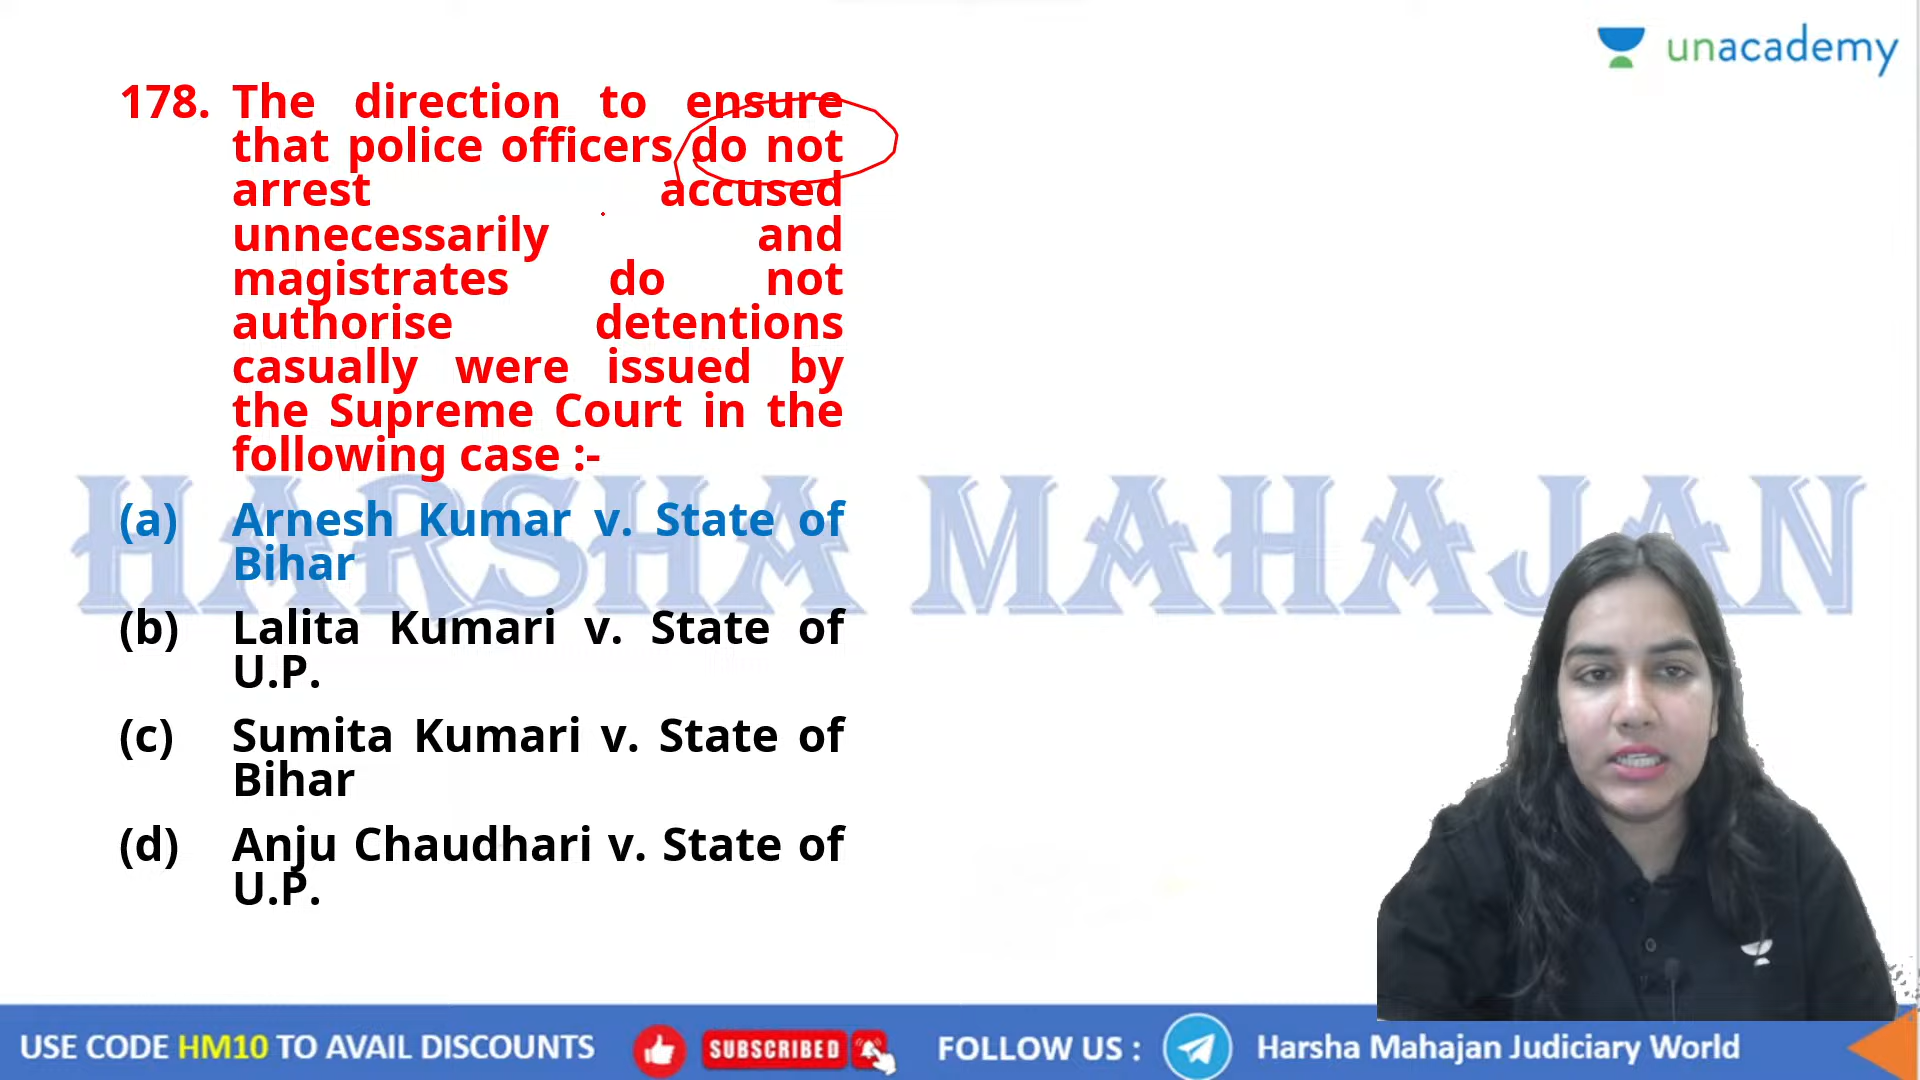 unacademy
178. The direction to ensure
that police officers do not
arrest accused
unnecessarily and
magistrates do not
authorise detentions
casually were issued by
the Supreme Court in the
following case :-
HARSHA MAHAJAN
(a) Arnesh Kumar v. State of
Bihar
(b) Lalita Kumari v. State of
U.P.
(c) Sumita Kumari v. State of
Bihar
(d) Anju Chaudhari v. State of
U.P.
USE CODE HM10 TO AVAIL DISCOUNTS SUBSCRIBED FOLLOW US : Harsha Mahajan Judiciary World